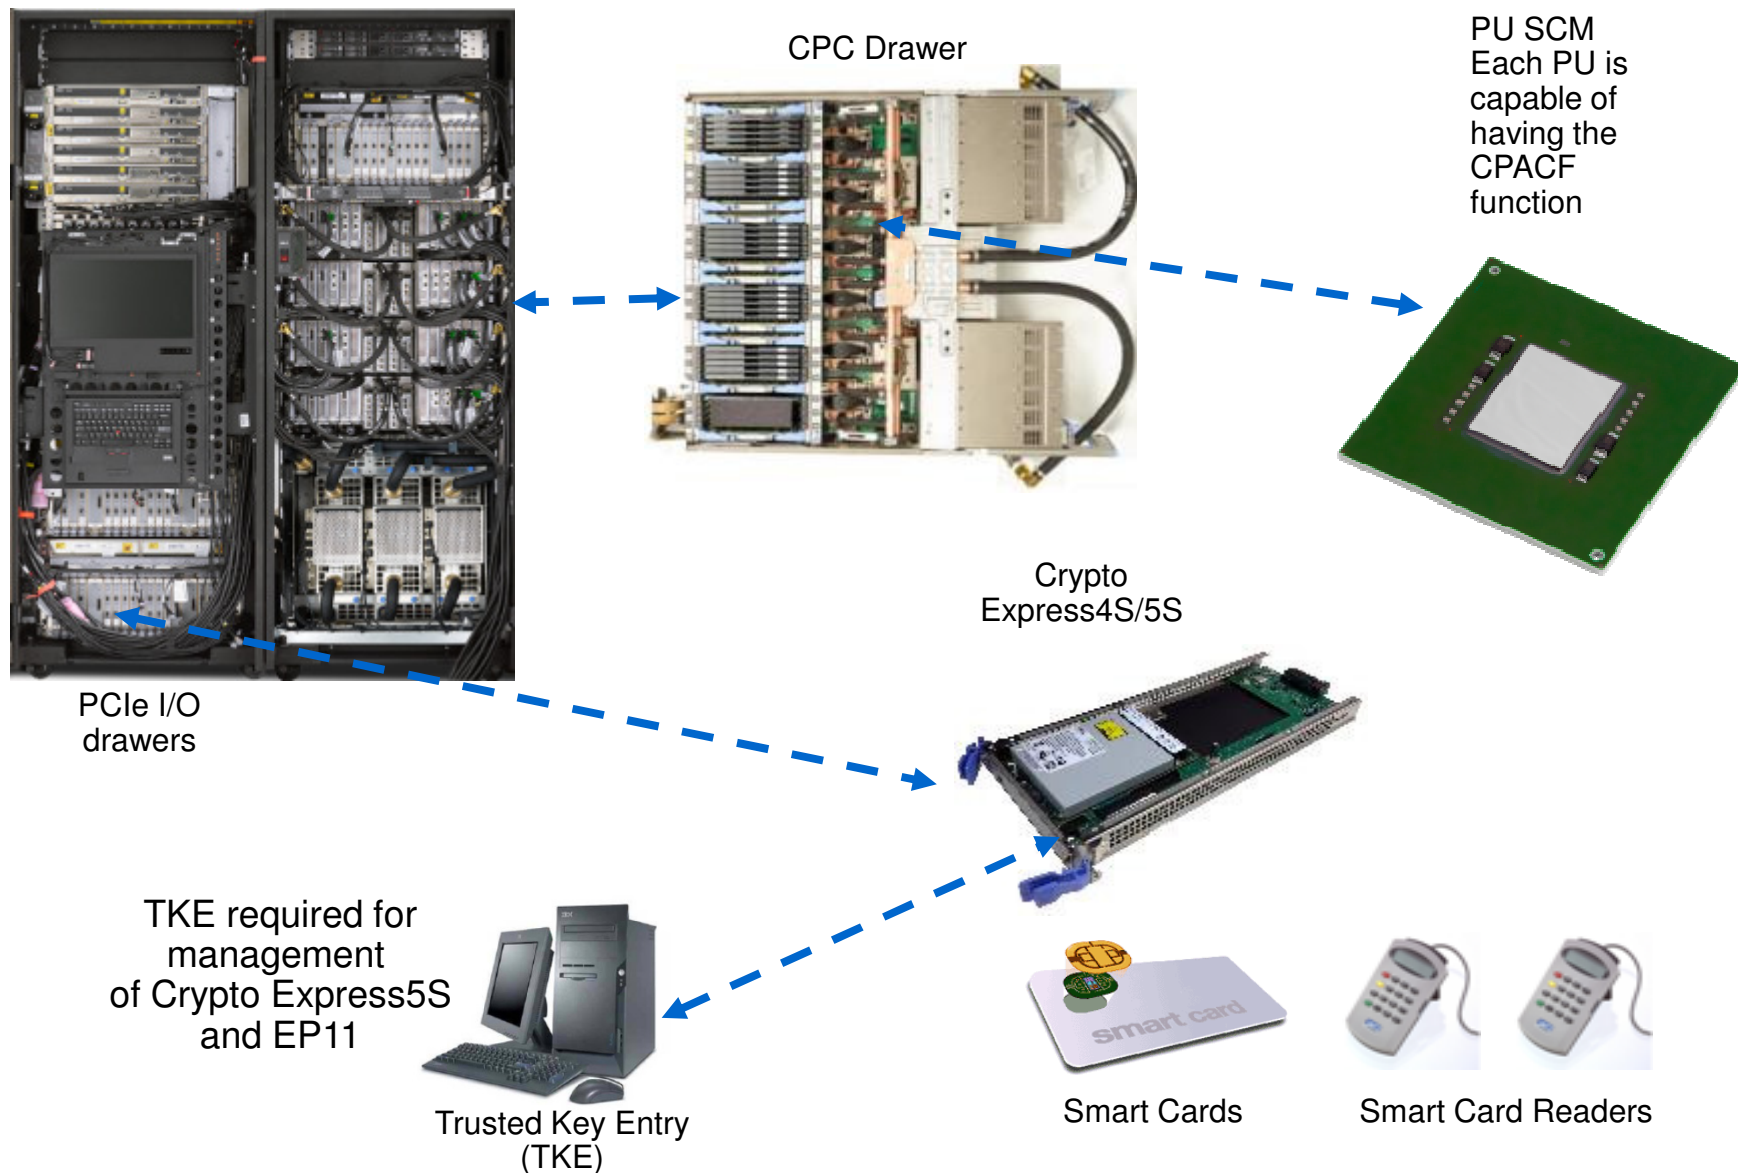 CPC Drawer
PU SCM
Each PU is
capable of
having the
CPACF
function
Crypto
Express4S/5S
PCIe I/O
drawers
TKE required for
management
of Crypto Express5S
and EP11
smart card
Trusted Key Entry
(TKE)
Smart Cards
Smart Card Readers